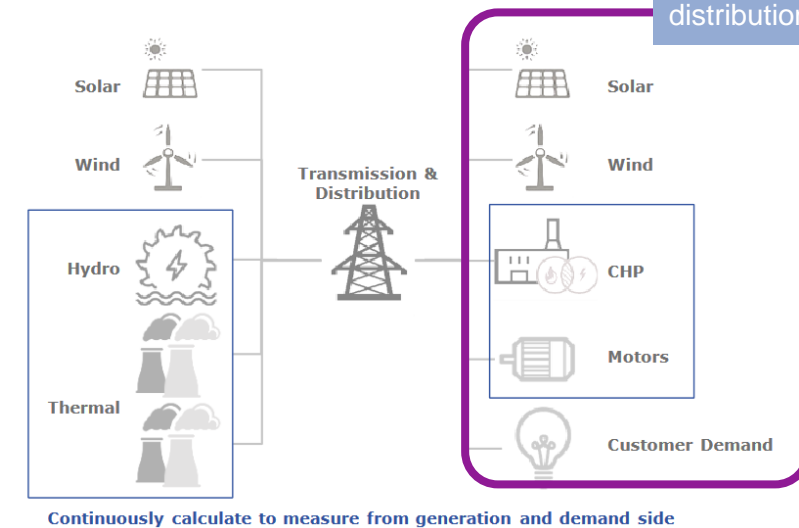 distribution
Solar
Solar
Wind
Transmission &
Distribution
Wind
Hydro
CHP
Motors
Thermal
Customer Demand
Continuously calculate to measure from generation and demand side